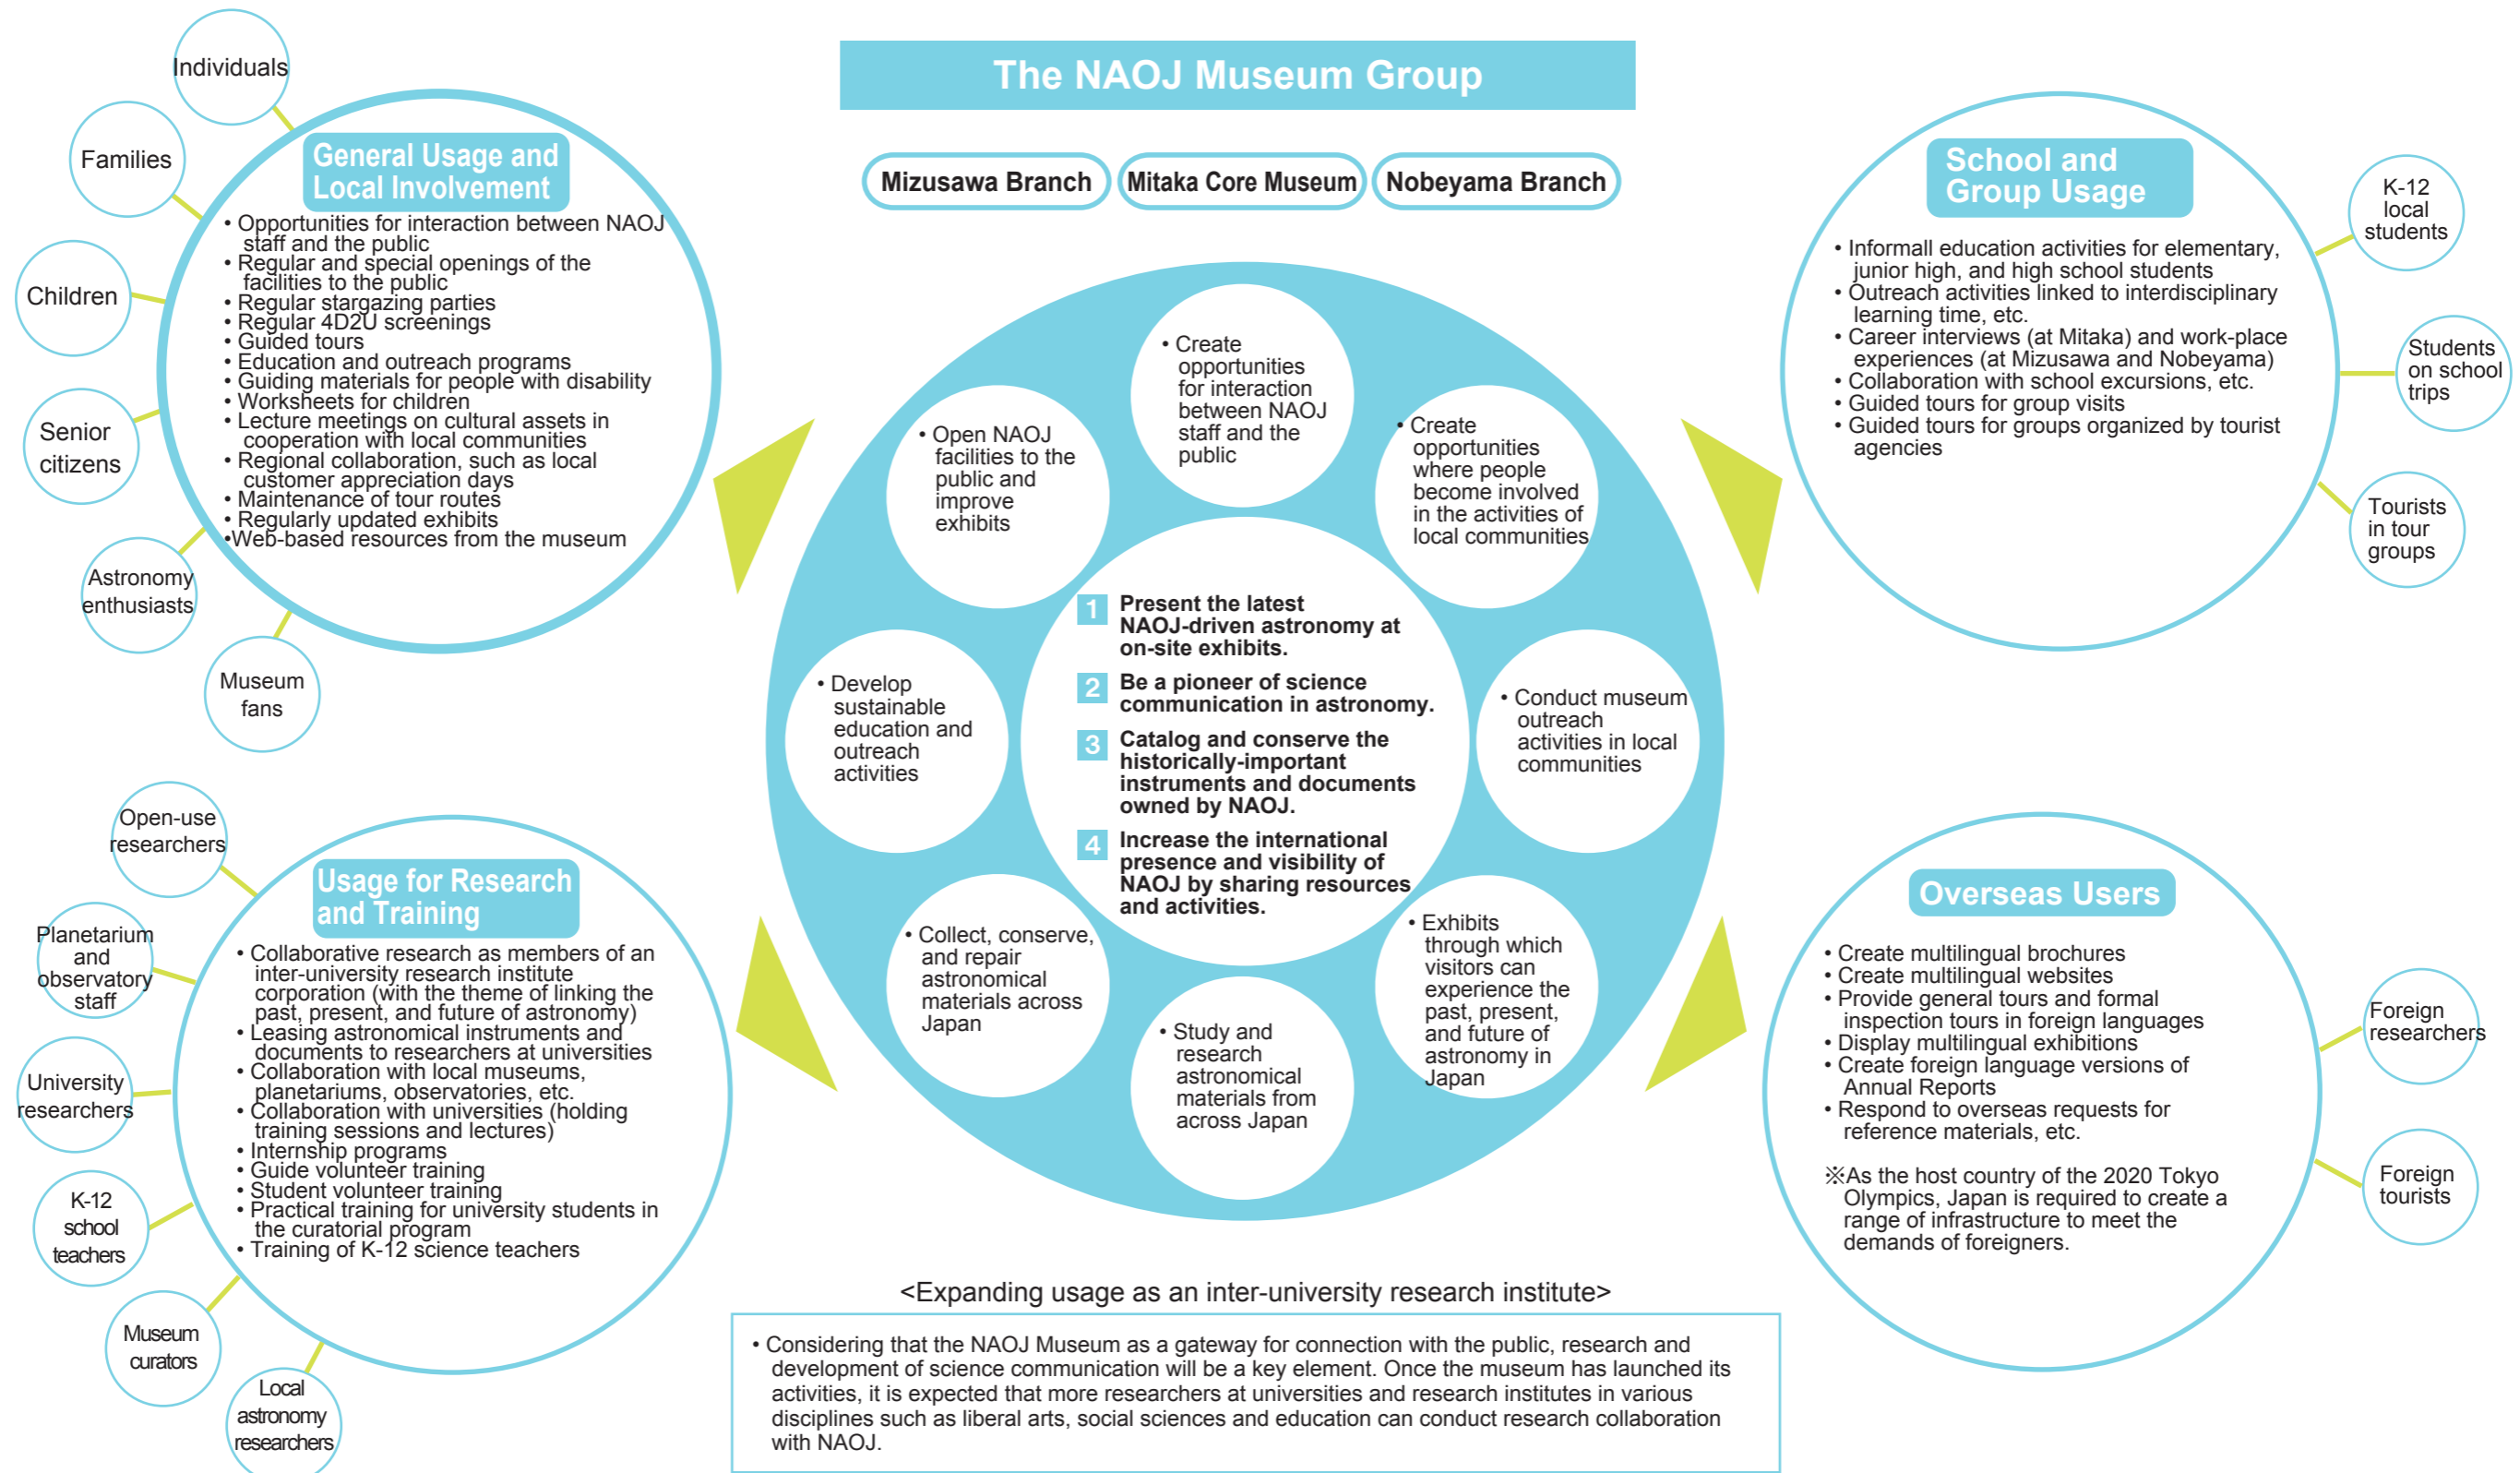 The NAOJ Museum Group
Mizusawa Branch
Mitaka Core Museum
Nobeyama Branch
Individuals
Families
Children
Senior
citizens
Astronomy
enthusiasts
Museum
fans
General Usage and
Local Involvement
• Opportunities for interaction between NAOJ
staff and the public
• Regular and special openings of the
facilities to the public
• Regular stargazing parties
• Regular 4D2U screenings
• Guided tours
• Education and outreach programs
• Guiding materials for people with disability
• Worksheets for children
• Lecture meetings on cultural assets in
cooperation with local communities
• Regional collaboration, such as local
customer appreciation days
• Maintenance of tour routes
• Regularly updated exhibits
•Web-based resources from the museum
School and
Group Usage
• Informall education activities for elementary,
junior high, and high school students
• Outreach activities linked to interdisciplinary
learning time, etc.
• Career interviews (at Mitaka) and work-place
experiences (at Mizusawa and Nobeyama)
• Collaboration with school excursions, etc.
• Guided tours for group visits
• Guided tours for groups organized by tourist
agencies
K-12
local
students
Students
on school
trips
Tourists
in tour
groups
• Create
opportunities
for interaction
between NAOJ
staff and the
public
• Open NAOJ
facilities to the
public and
improve
exhibits
• Create
opportunities
where people
become involved
in the activities of
local communities
• Develop
sustainable
education and
outreach
activities
• Conduct museum
outreach
activities in local
communities
1 Present the latest
NAOJ-driven astronomy at
on-site exhibits.
2 Be a pioneer of science
communication in astronomy.
3 Catalog and conserve the
historically-important
instruments and documents
owned by NAOJ.
4 Increase the international
presence and visibility of
NAOJ by sharing resources
and activities.
• Collect, conserve,
and repair
astronomical
materials across
Japan
• Study and
research
astronomical
materials from
across Japan
• Exhibits
through which
visitors can
experience the
past, present,
and future of
astronomy in
Japan
Open-use
researchers
Planetarium
and
observatory
staff
University
researchers
K-12
school
teachers
Museum
curators
Local
astronomy
researchers
Usage for Research
and Training
• Collaborative research as members of an
inter-university research institute
corporation (with the theme of linking the
past, present, and future of astronomy)
• Leasing astronomical instruments and
documents to researchers at universities
• Collaboration with local museums,
planetariums, observatories, etc.
• Collaboration with universities (holding
training sessions and lectures)
• Internship programs
• Guide volunteer training
• Student volunteer training
• Practical training for university students in
the curatorial program
• Training of K-12 science teachers
Overseas Users
• Create multilingual brochures
• Create multilingual websites
• Provide general tours and formal
inspection tours in foreign languages
• Display multilingual exhibitions
• Create foreign language versions of
Annual Reports
• Respond to overseas requests for
reference materials, etc.
※As the host country of the 2020 Tokyo
Olympics, Japan is required to create a
range of infrastructure to meet the
demands of foreigners.
Foreign
researchers
Foreign
tourists
<Expanding usage as an inter-university research institute>
• Considering that the NAOJ Museum as a gateway for connection with the public, research and
development of science communication will be a key element. Once the museum has launched its
activities, it is expected that more researchers at universities and research institutes in various
disciplines such as liberal arts, social sciences and education can conduct research collaboration
with NAOJ.